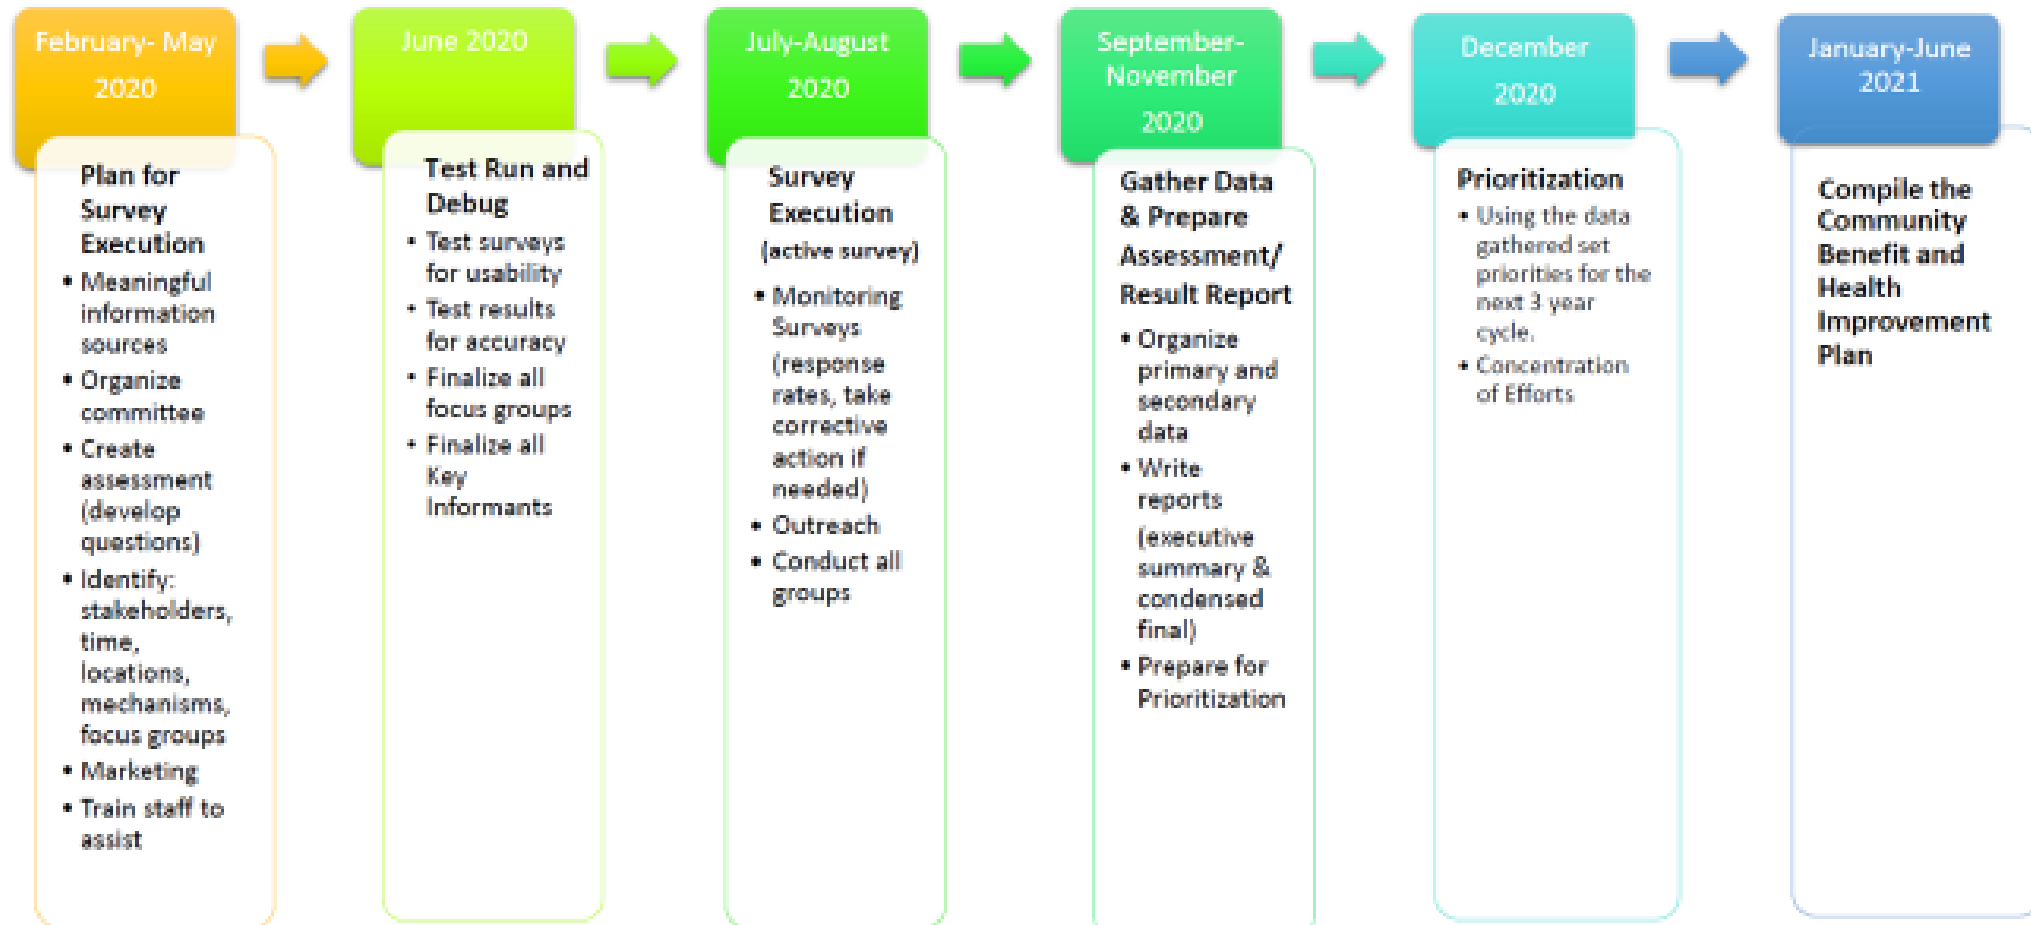 February- May
2020
Plan for
Survey
Execution
• Meaningful
information
sources
• Organize
committee
• Create
assessment
(develop
questions)
• Identify:
stakeholders,
time,
locations,
mechanisms,
focus groups
• Marketing
• Train staff to
assist
June 2020
Test Run and
Debug
• Test surveys
for usability
• Test results
for accuracy
• Finalize all
focus groups
• Finalize all
Key
Informants
July-August
2020
Survey
Execution
(active survey)
• Monitoring
Surveys
(response
rates, take
corrective
action if
needed)
• Outreach
• Conduct all
groups
September-
November
2020
Gather Data
& Prepare
Assessment/
Result Report
• Organize
primary and
secondary
data
• Write
reports
(executive
summary &
condensed
final)
• Prepare for
Prioritization
December
2020
Prioritization
• Using the data
gathered set
priorities for the
next 3 year
cycle.
• Concentration
of Efforts
January-June
2021
Compile the
Community
Benefit and
Health
Improvement
Plan